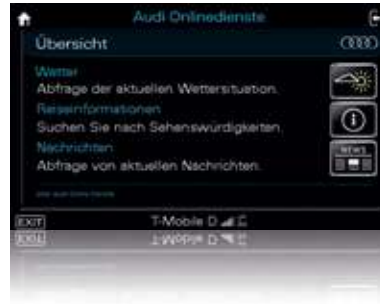 Audi Onlinedienste
Übersicht
Wetter
Abfrage der aktuellen Wettersituation.
Reiseinformationen
Suchen Sie nach Sehenswürdigkeiten.
Nachrichten
Abfrage von aktuellen Nachrichten.
NEWS
EXIT
T-Mobile D